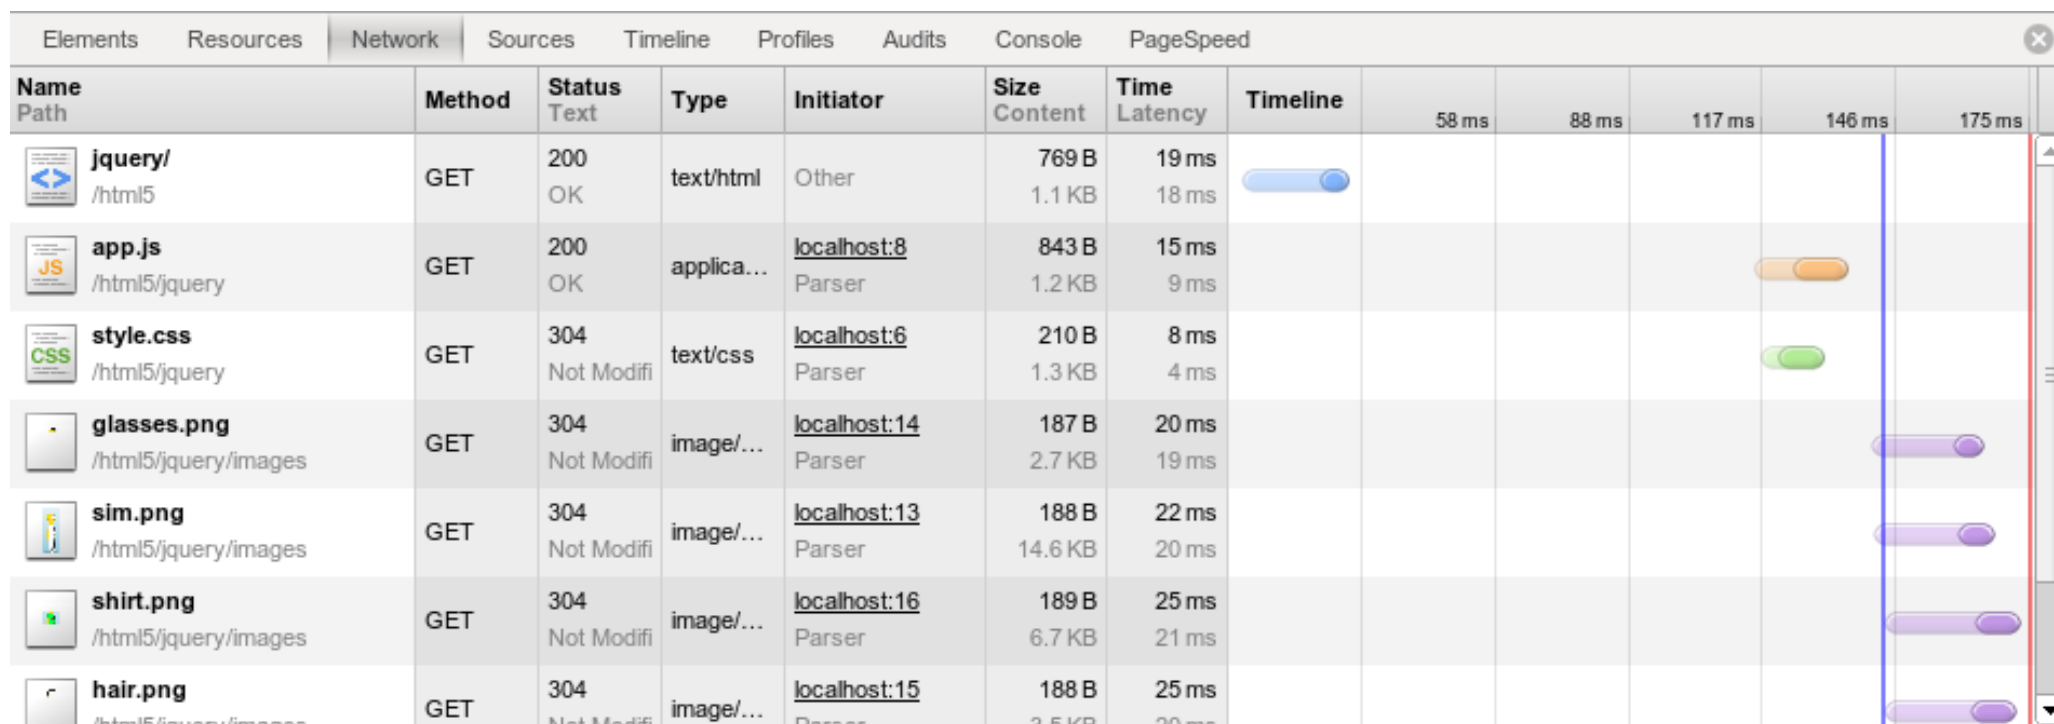 Elements Resources Network Sources Timeline Profiles Audits Console PageSpeed
Name Method Status Type Initiator Size Time Timeline
Path Text Content Latency 58 ms 88 ms 117 ms 146 ms 175 ms
jquery/ GET 200 text/html Other 769 B 19 ms
/html5 OK 1.1 KB 18 ms
app.js GET 200 applica... localhost:8 843 B 15 ms
JS /html5/jquery OK Parser 1.2 KB 9 ms
style.css GET 304 text/css localhost:6 210 B 8 ms
CSS /html5/jquery Not Modifi Parser 1.3 KB 4 ms
glasses.png GET 304 image/... localhost:14 187 B 20 ms
/html5/jquery/images Not Modifi Parser 2.7 KB 19 ms
sim.png GET 304 image/... localhost:13 188 B 22 ms
/html5/jquery/images Not Modifi Parser 14.6 KB 20 ms
shirt.png GET 304 image/... localhost:16 189 B 25 ms
/html5/jquery/images Not Modifi Parser 6.7 KB 21 ms
hair.png GET 304 image/... localhost:15 188 B 25 ms